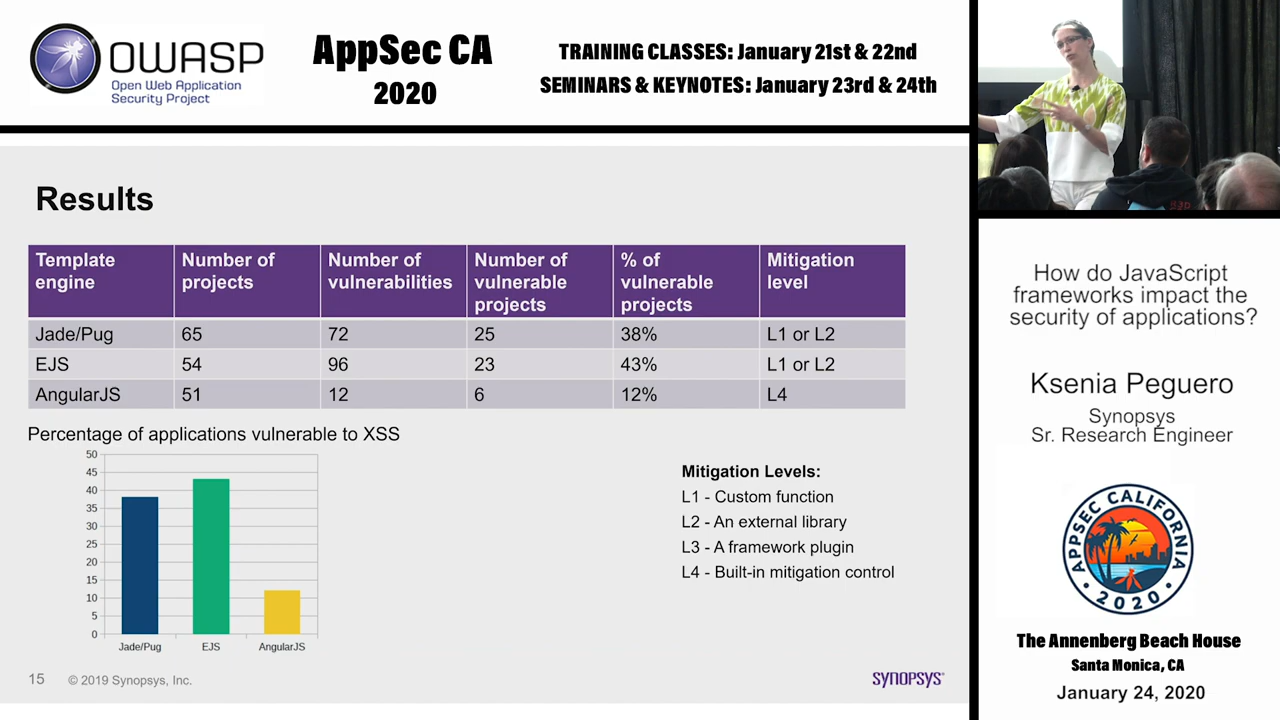 OWASP
Open Web Application
Security Project
AppSec CA
2020
TRAINING CLASSES: January 21st & 22nd
SEMINARS & KEYNOTES: January 23rd & 24th
Results
Template engine | Number of projects | Number of vulnerabilities | Number of vulnerable projects | % of vulnerable projects | Mitigation level
Jade/Pug | 65 | 72 | 25 | 38% | L1 or L2
EJS | 54 | 96 | 23 | 43% | L1 or L2
AngularJS | 51 | 12 | 6 | 12% | L4
Percentage of applications vulnerable to XSS
50
45
40
35
30
25
20
15
10
5
0
Jade/Pug EJS AngularJS
Mitigation Levels:
L1 - Custom function
L2 - An external library
L3 - A framework plugin
L4 - Built-in mitigation control
15 © 2019 Synopsys, Inc.
SYNOPSYS®
How do JavaScript
frameworks impact the
security of applications?
Ksenia Peguero
Synopsys
Sr. Research Engineer
APPSEC CALIFORNIA
• 2020 •
The Annenberg Beach House
Santa Monica, CA
January 24, 2020